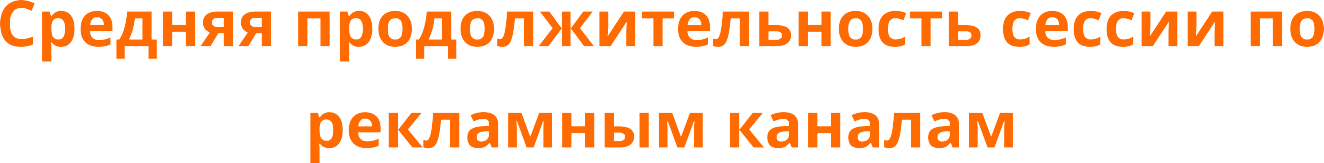 Средняя продолжительность сессии по
рекламным каналам